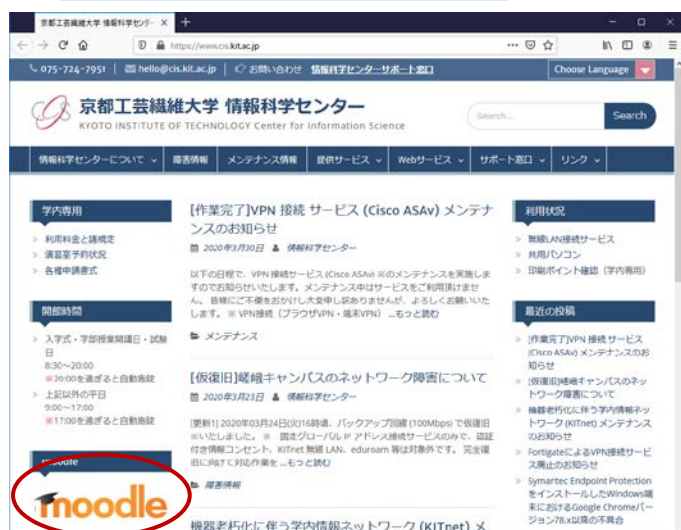 京都工芸繊維大学 情報科学センター
https://www.cis.kit.ac.jp
075-724-7951
hello@cis.kit.ac.jp
お問い合わせ 情報科学センターサポート窓口
Choose Language
京都工芸繊維大学 情報科学センター
KYOTO INSTITUTE OF TECHNOLOGY Center for Information Science
Search...
Search
情報科学センターについて
障害情報
メンテナンス情報
提供サービス
Webサービス
サポート窓口
リンク
学内専用
利用料金と諸規定
演習室予約状況
各種申請書式
開館時間
入学式・学部授業開講日・試験
日
8:30～20:00
※20:00を過ぎると自動施錠
上記以外の平日
9:00～17:00
※17:00を過ぎると自動施錠
moodle
moodle
[作業完了]VPN 接続 サービス (Cisco ASAv) メンテナ
ンスのお知らせ
2020年3月30日 情報科学センター
以下の日程で、VPN 接続サービス (Cisco ASAv) ※のメンテナンスを実施しま
すのでお知らせいたします。メンテナンス中はサービスをご利用頂けませ
ん。 皆様にご不便をおかけし大変申し訳ありませんが、よろしくお願いいた
します。 ※ VPN接続（ブラウザVPN・端末VPN） ...もっと読む
メンテナンス
[仮復旧]嵯峨キャンパスのネットワーク障害について
2020年3月23日 情報科学センター
[更新1] 2020年03月24日(火)16時頃、バックアップ回線 (100Mbps) で仮復旧
※いたしました。 ※ 固定グローバル IP アドレス接続サービスのみで、認証
付き情報コンセント、KITnet 無線 LAN、eduroam 等は対象外です。 完全復
旧に向けて対応作業を ...もっと読む
障害情報
機器老朽化に伴う学内情報ネットワーク (KITnet) メ
利用状況
無線LAN接続サービス
共用パソコン
印刷ポイント確認（学内専用）
最近の投稿
[作業完了]VPN 接続 サービス
(Cisco ASAv) メンテナンスのお
知らせ
[仮復旧]嵯峨キャンパスのネッ
トワーク障害について
機器老朽化に伴う学内情報ネッ
トワーク (KITnet) メンテナンス
のお知らせ
FortigateによるVPN接続サービ
ス廃止のお知らせ
Symantec Endpoint Protection
をインストールしたWindows端
末におけるGoogle Chromeバー
ジョン78.x以降の不具合